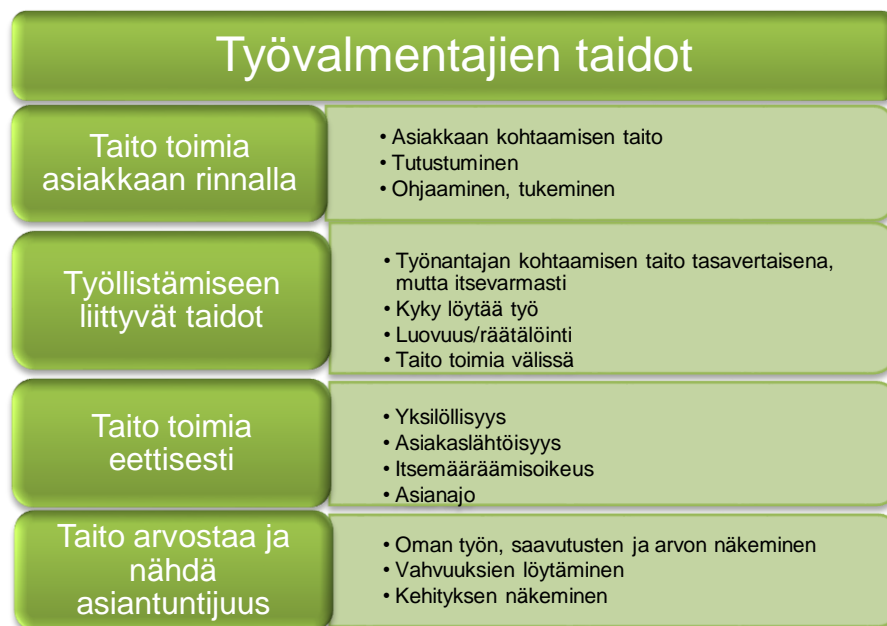 Työvalmentajien taidot
Taito toimia
asiakkaan rinnalla
• Asiakkaan kohtaamisen taito
• Tutustuminen
• Ohjaaminen, tukeminen
Työllistämiseen
liittyvät taidot
• Työnantajan kohtaamisen taito tasavertaisena,
mutta itsevarmasti
• Kyky löytää työ
• Luovuus/räätälöinti
• Taito toimia välissä
Taito toimia
eettisesti
• Yksilöllisyys
• Asiakaslähtöisyys
• Itsemääräämisoikeus
• Asianajo
Taito arvostaa ja
nähdä
asiantuntijuus
• Oman työn, saavutusten ja arvon näkeminen
• Vahvuuksien löytäminen
• Kehityksen näkeminen